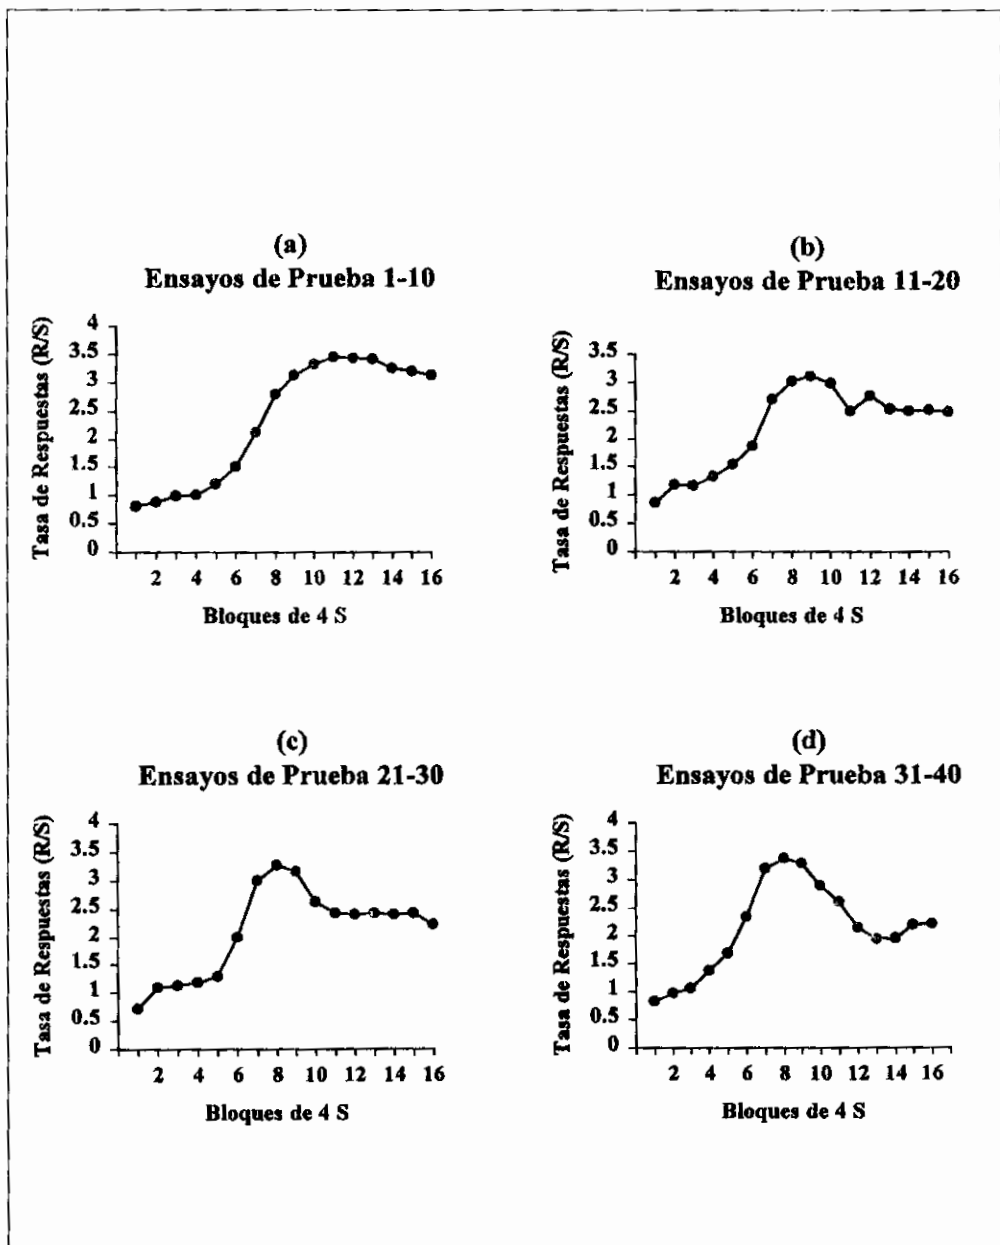 (a)
Ensayos de Prueba 1-10
Tasa de Respuestas (R/S)
4
3.5
3
2.5
2
1.5
1
0.5
0
2 4 6 8 10 12 14 16
Bloques de 4 S
(b)
Ensayos de Prueba 11-20
Tasa de Respuestas (R/S)
3.5
3
2.5
2
1.5
1
0.5
0
2 4 6 8 10 12 14 16
Bloques de 4 S
(c)
Ensayos de Prueba 21-30
Tasa de Respuestas (R/S)
4
3.5
3
2.5
2
1.5
1
0.5
0
2 4 6 8 10 12 14 16
Bloques de 4 S
(d)
Ensayos de Prueba 31-40
Tasa de Respuestas (R/S)
4
3.5
3
2.5
2
1.5
1
0.5
0
2 4 6 8 10 12 14 16
Bloques de 4 S